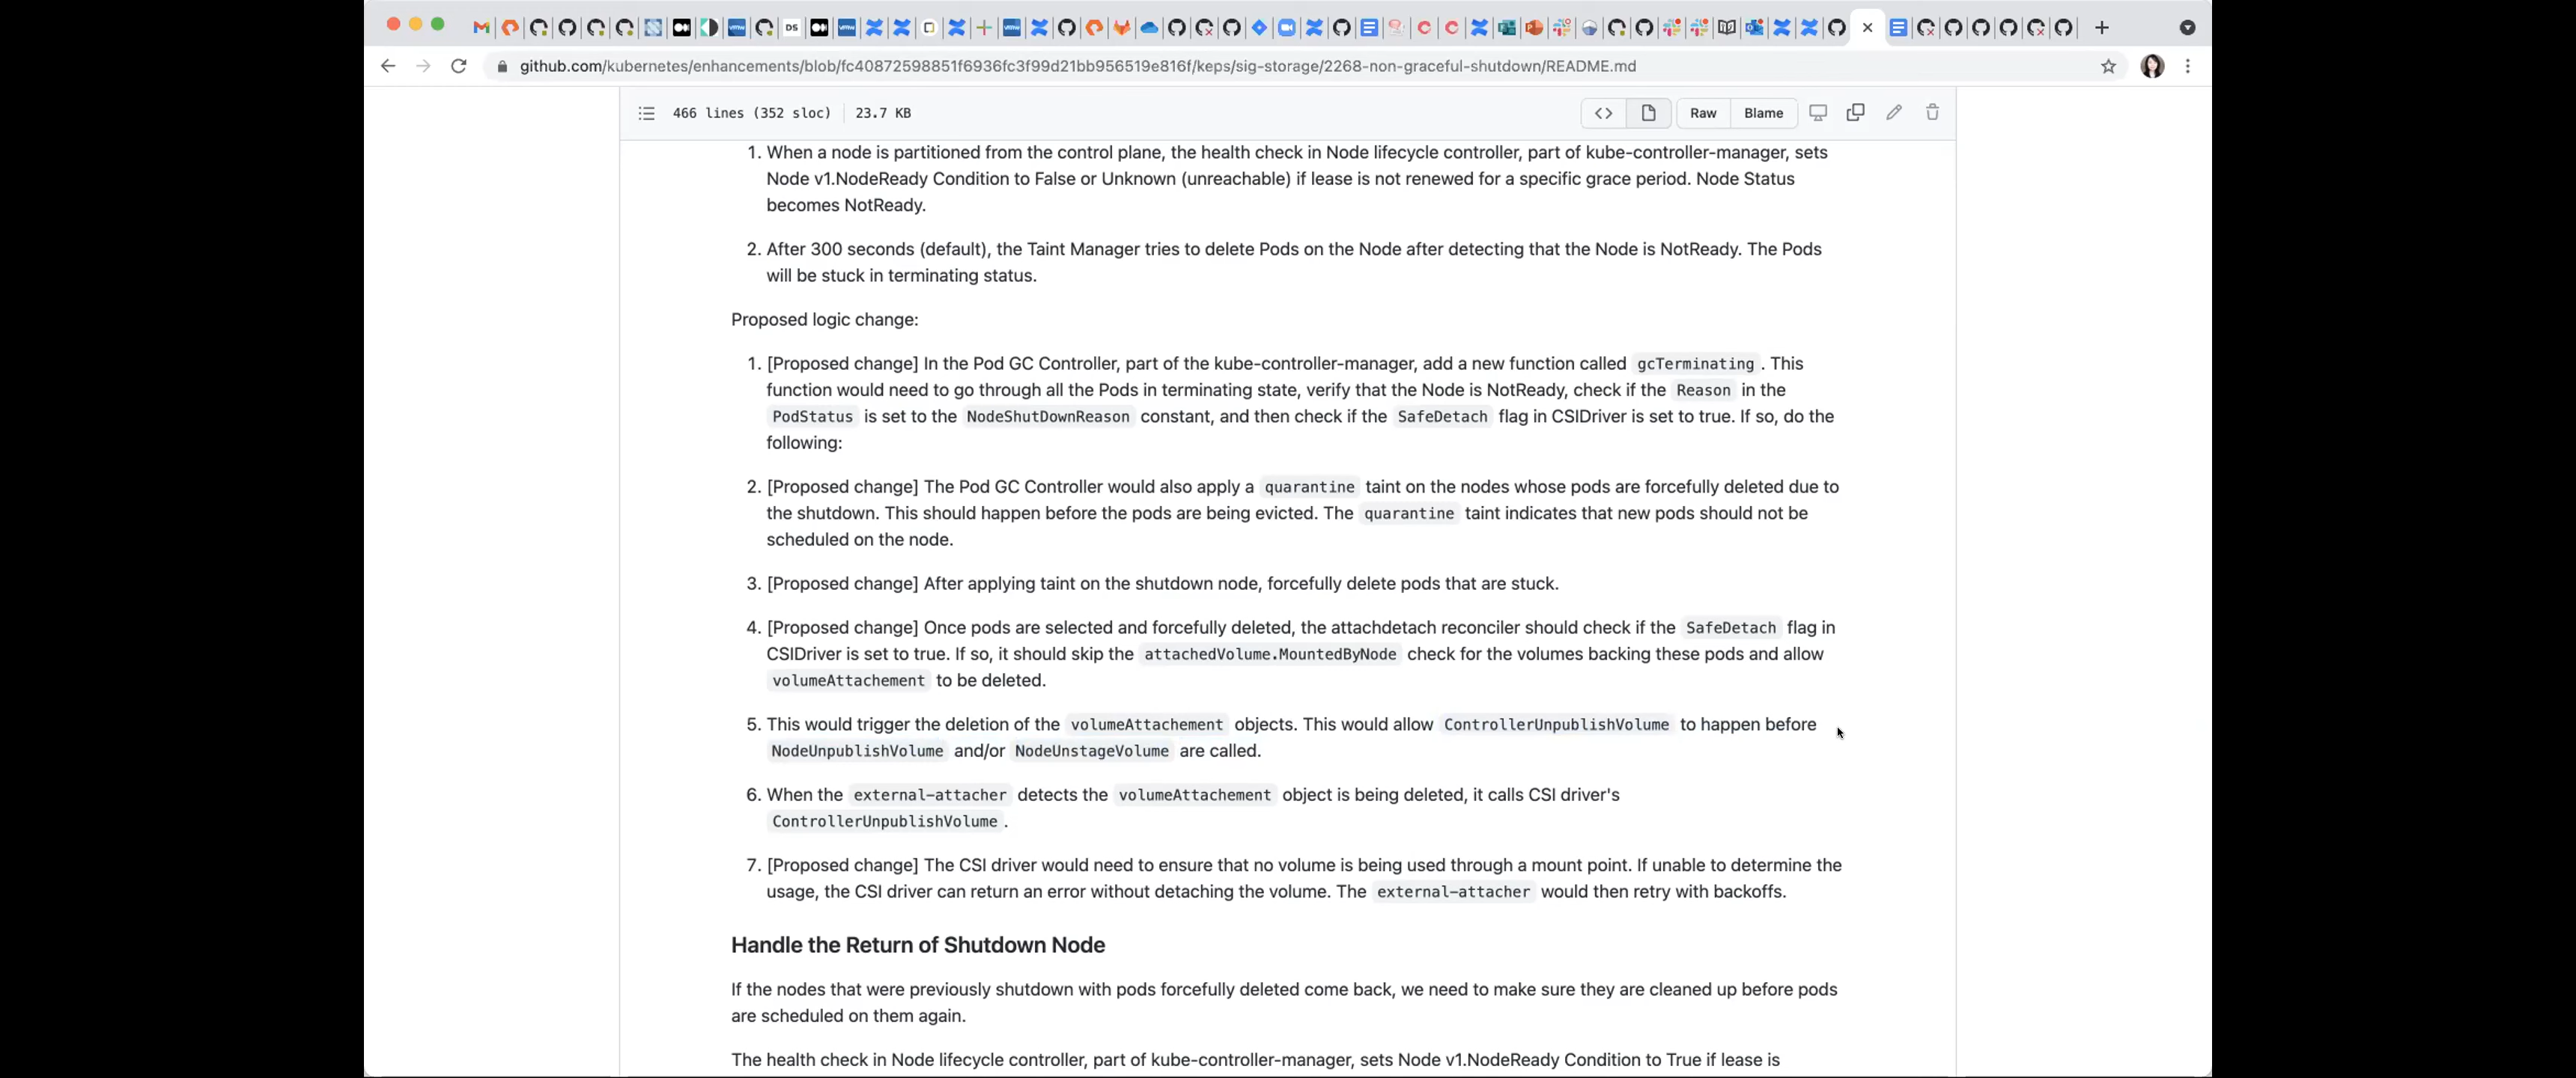 DS
vmw
vmw
vmw
github.com/kubernetes/enhancements/blob/fc40872598851f6936fc3f99d21bb956519e816f/keps/sig-storage/2268-non-graceful-shutdown/README.md
466 lines (352 sloc) 23.7 KB
Raw Blame
1. When a node is partitioned from the control plane, the health check in Node lifecycle controller, part of kube-controller-manager, sets
Node v1.NodeReady Condition to False or Unknown (unreachable) if lease is not renewed for a specific grace period. Node Status
becomes NotReady.
2. After 300 seconds (default), the Taint Manager tries to delete Pods on the Node after detecting that the Node is NotReady. The Pods
will be stuck in terminating status.
Proposed logic change:
1. [Proposed change] In the Pod GC Controller, part of the kube-controller-manager, add a new function called gcTerminating . This
function would need to go through all the Pods in terminating state, verify that the Node is NotReady, check if the Reason in the
PodStatus is set to the NodeShutDownReason constant, and then check if the SafeDetach flag in CSIDriver is set to true. If so, do the
following:
2. [Proposed change] The Pod GC Controller would also apply a quarantine taint on the nodes whose pods are forcefully deleted due to
the shutdown. This should happen before the pods are being evicted. The quarantine taint indicates that new pods should not be
scheduled on the node.
3. [Proposed change] After applying taint on the shutdown node, forcefully delete pods that are stuck.
4. [Proposed change] Once pods are selected and forcefully deleted, the attachdetach reconciler should check if the SafeDetach flag in
CSIDriver is set to true. If so, it should skip the attachedVolume.MountedByNode check for the volumes backing these pods and allow
volumeAttachement to be deleted.
5. This would trigger the deletion of the volumeAttachement objects. This would allow ControllerUnpublishVolume to happen before
NodeUnpublishVolume and/or NodeUnstageVolume are called.
6. When the external-attacher detects the volumeAttachement object is being deleted, it calls CSI driver's
ControllerUnpublishVolume .
7. [Proposed change] The CSI driver would need to ensure that no volume is being used through a mount point. If unable to determine the
usage, the CSI driver can return an error without detaching the volume. The external-attacher would then retry with backoffs.
Handle the Return of Shutdown Node
If the nodes that were previously shutdown with pods forcefully deleted come back, we need to make sure they are cleaned up before pods
are scheduled on them again.
The health check in Node lifecycle controller, part of kube-controller-manager, sets Node v1.NodeReady Condition to True if lease is